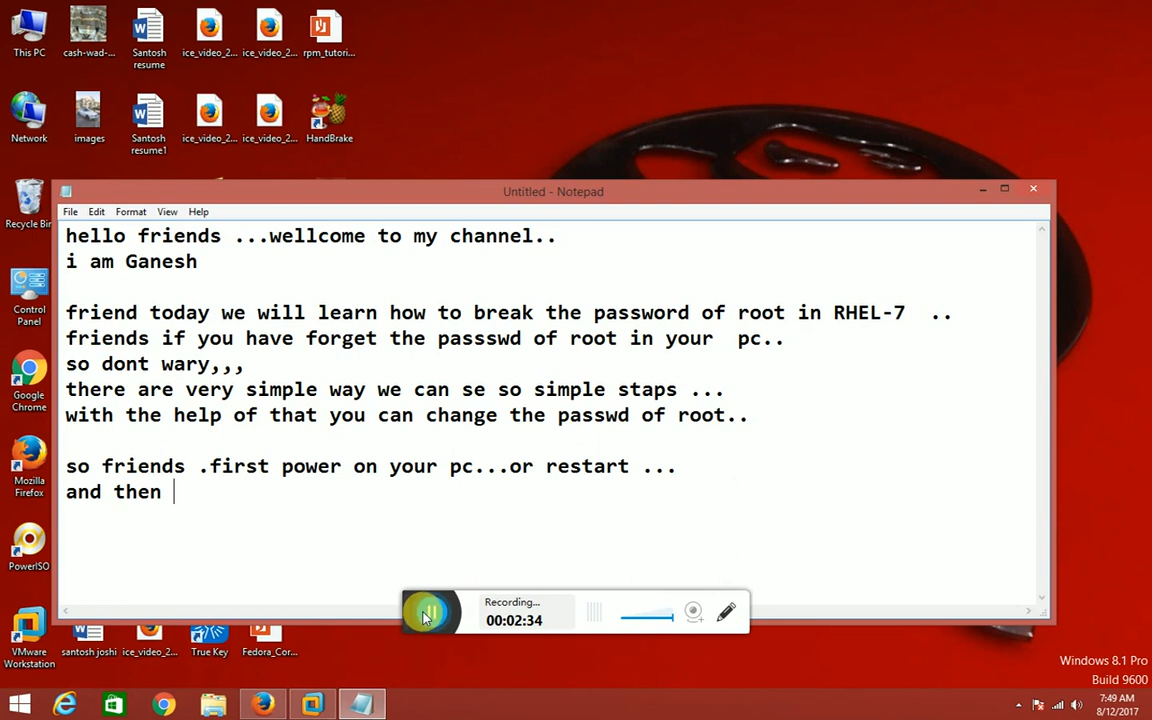 This PC
cash-wad-...
Santosh
resume
ice_video_2...
ice_video_2...
rpm_tutori...
Network
images
Santosh
resume1
ice_video_2...
ice_video_2...
HandBrake
Recycle Bin
Control
Panel
Google
Chrome
Mozilla
Firefox
PowerISO
VMware
Workstation
santosh joshi
ice_video_2...
True Key
Fedora_Cor...
Untitled - Notepad
File Edit Format View Help
hello friends ...wellcome to my channel..
i am Ganesh
friend today we will learn how to break the password of root in RHEL-7 ..
friends if you have forget the passswd of root in your pc..
so dont wary,,,
there are very simple way we can se so simple staps ...
with the help of that you can change the passwd of root..
so friends .first power on your pc...or restart ...
and then
Recording...
00:02:34
Windows 8.1 Pro
Build 9600
7:49 AM
8/12/2017